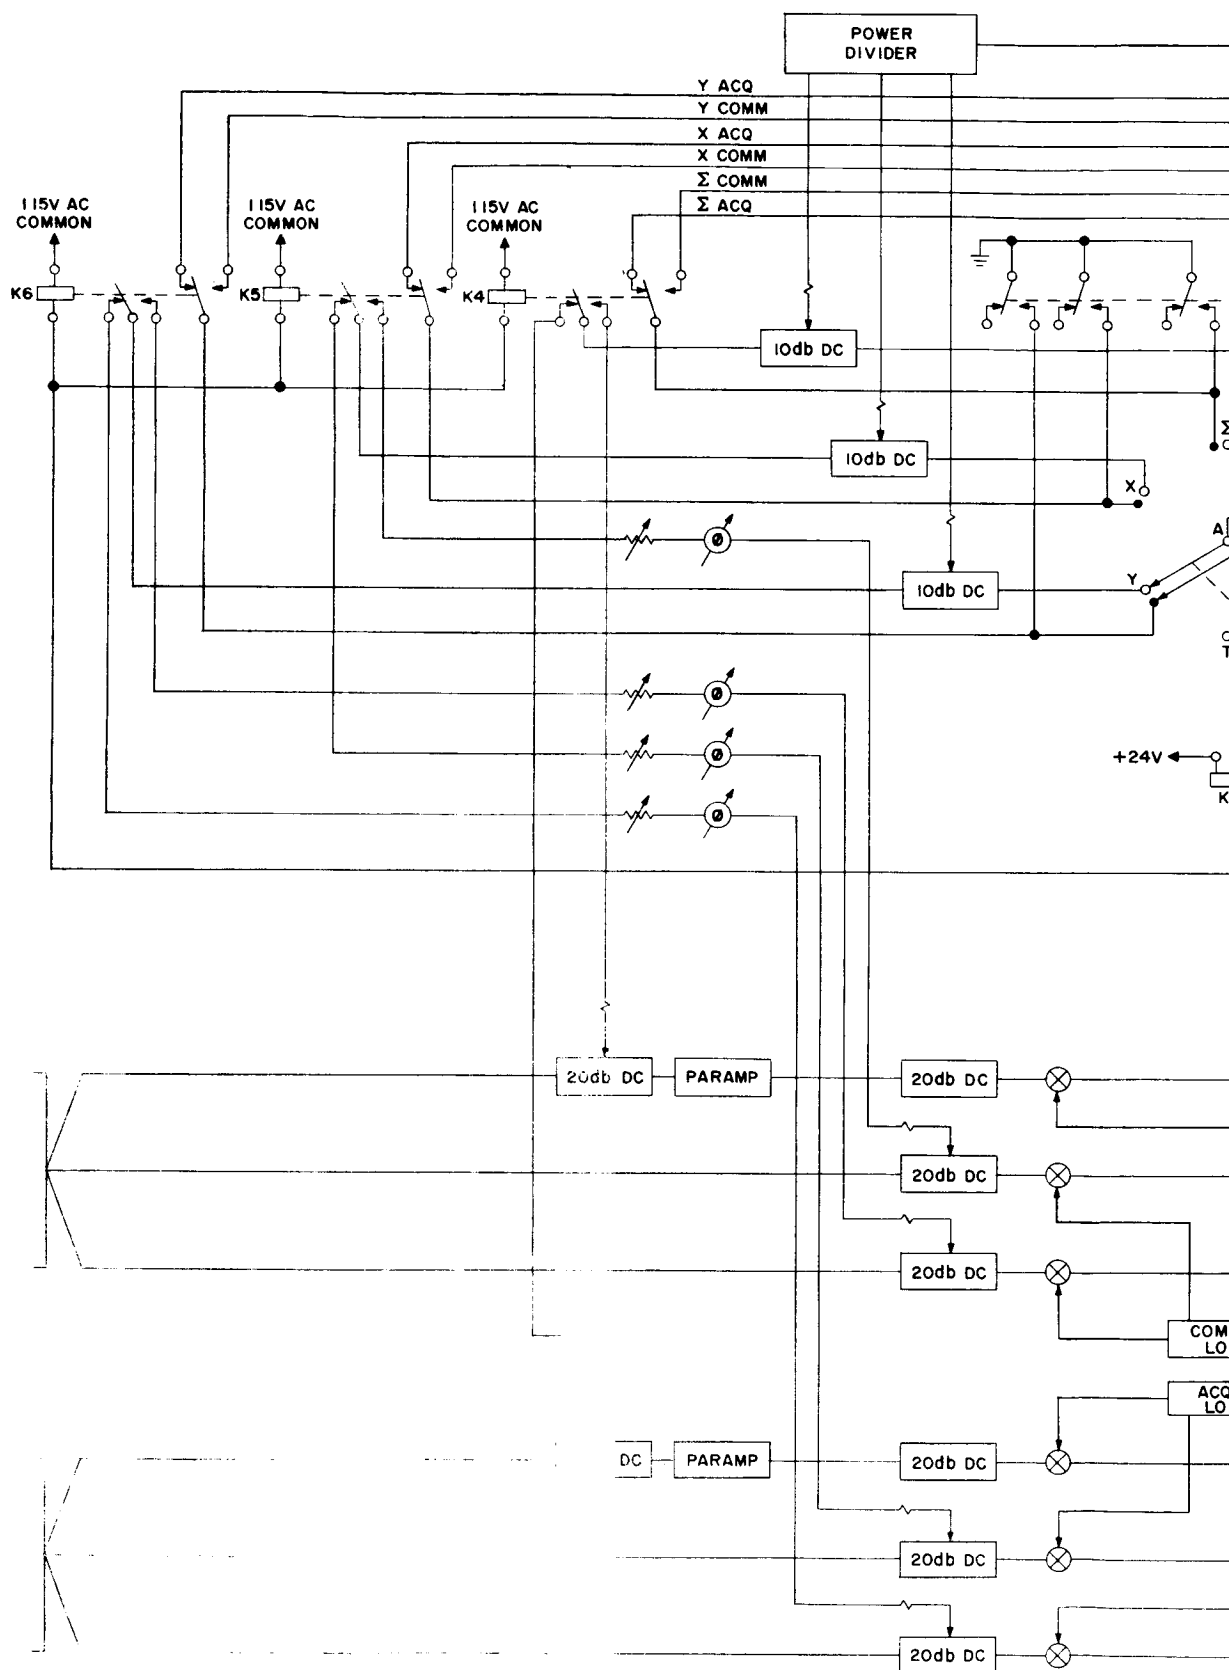 POWER
DIVIDER
Y ACQ
Y COMM
X ACQ
X COMM
Σ COMM
Σ ACQ
115V AC
COMMON
115V AC
COMMON
115V AC
COMMON
K6
K5
K4
10db DC
Σ
10db DC
X
Ø
A
10db DC
Y
T
Ø
Ø
+24V
K
Ø
20db DC
PARAMP
20db DC
20db DC
20db DC
COM
LO
ACQ
LO
DC
PARAMP
20db DC
20db DC
20db DC